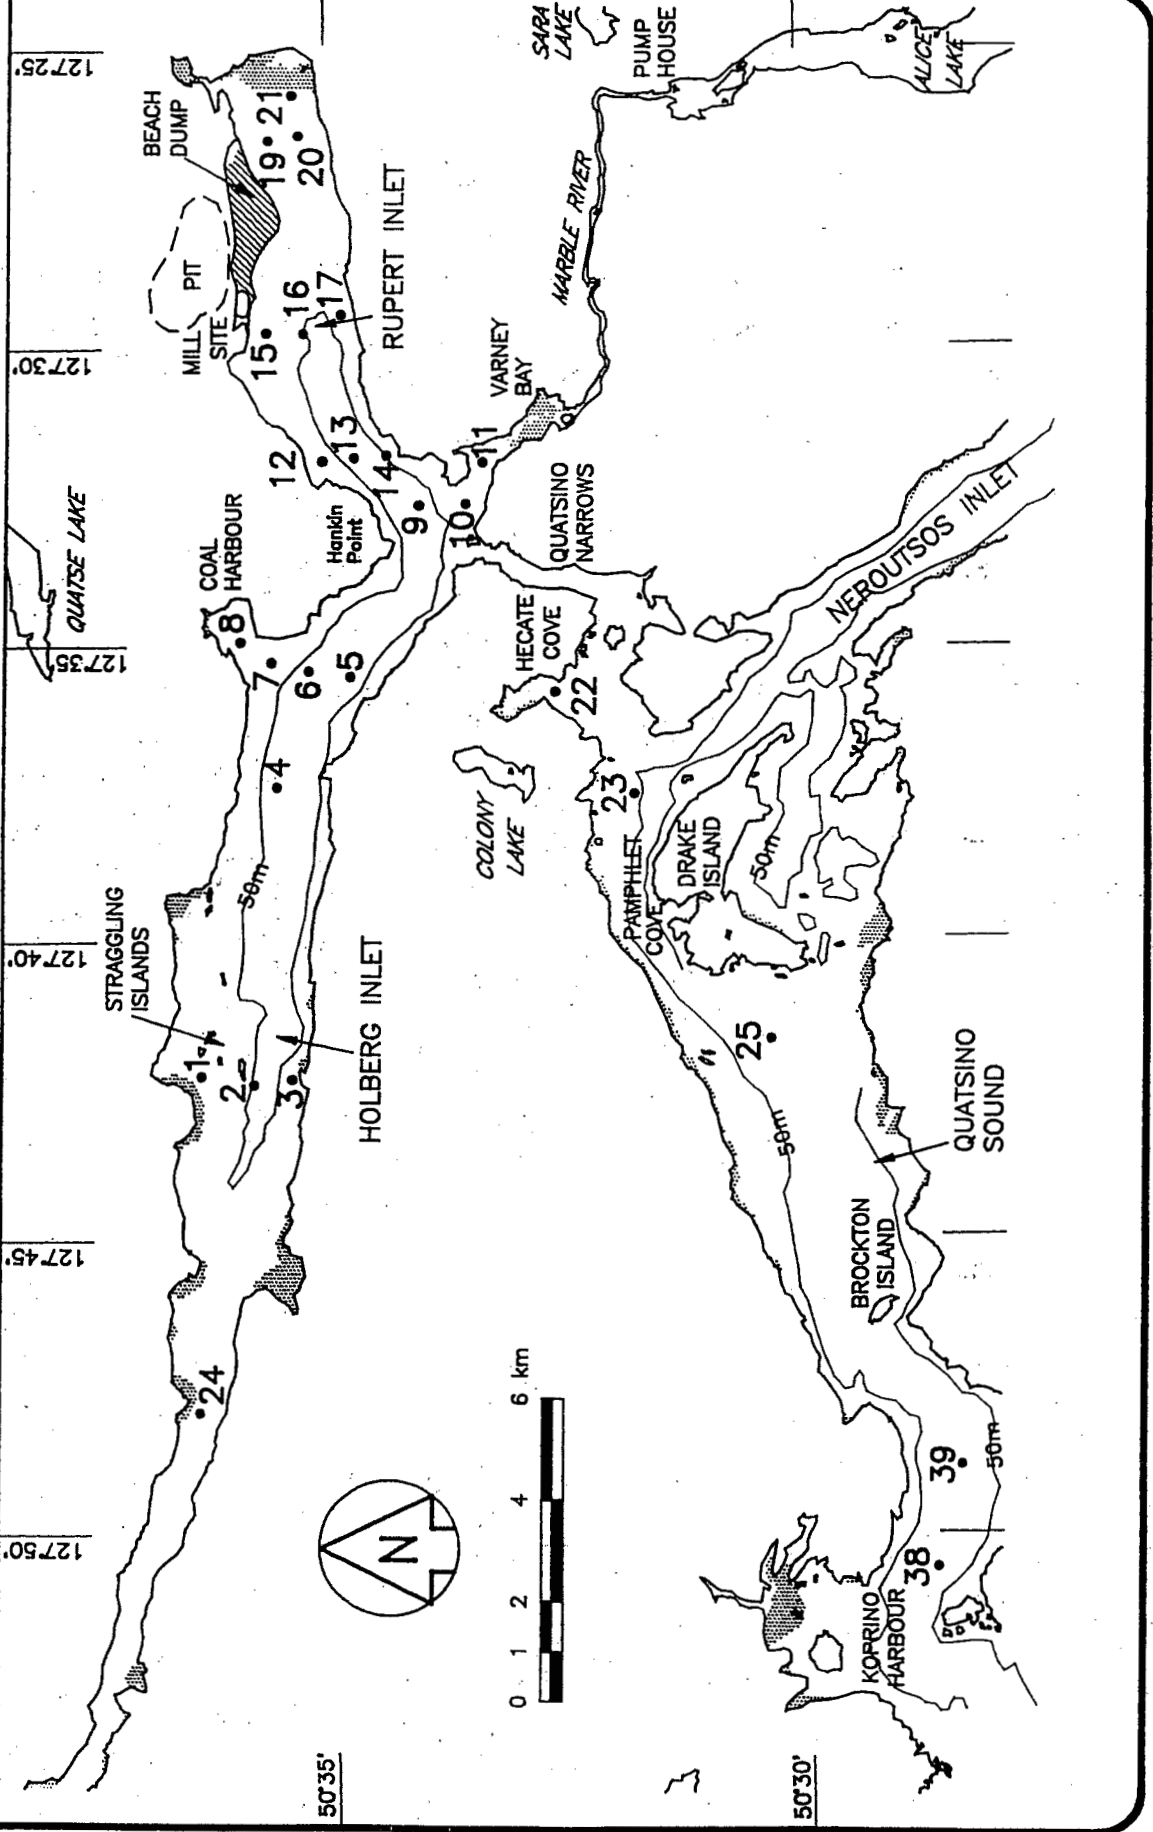 127°50'
127°45'
127°40'
127°35'
127°30'
127°25'
QUATSE LAKE
STRAGGLING
ISLANDS
COAL
HARBOUR
Hankin
Point
MILL
SITE
PIT
BEACH
DUMP
24
1
2
3
50m
4
5
6
7
8
9
10
11
12
13
14
15
16
17
19
20
21
HOLBERG INLET
RUPERT INLET
50°35'
N
0
1
2
4
6 km
COLONY
LAKE
HECATE
COVE
22
QUATSINO
NARROWS
VARNEY
BAY
MARBLE RIVER
SARA
LAKE
PUMP
HOUSE
ALICE
LAKE
23
PAMPHLET
COVE
DRAKE
ISLAND
50m
25
50m
NEROUTSOS INLET
50°30'
KOPRINO
HARBOUR
38
39
50m
BROCKTON
ISLAND
QUATSINO
SOUND